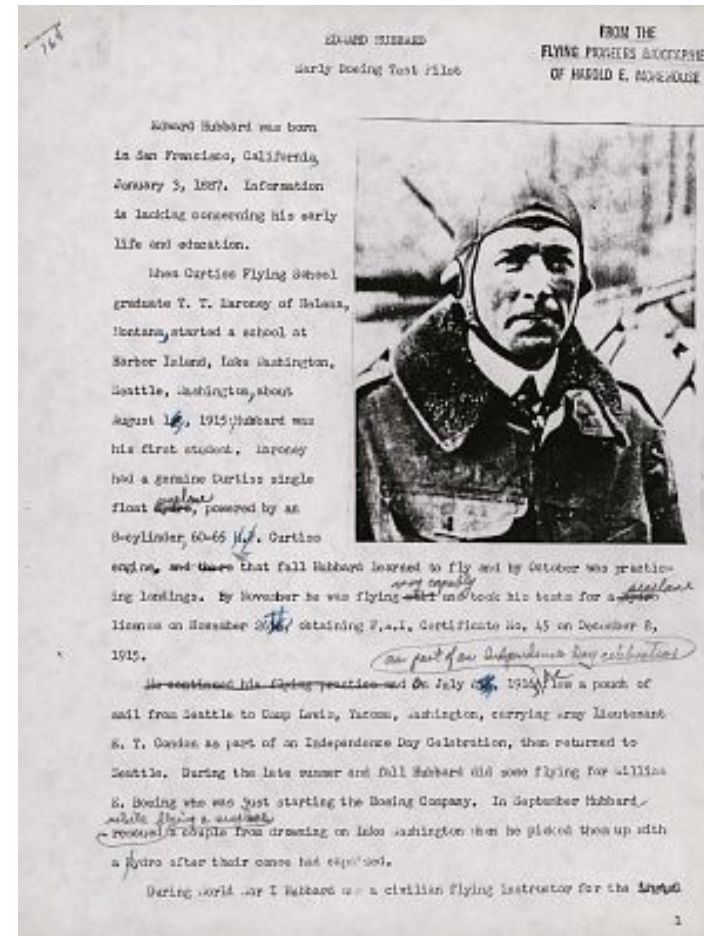 164
EDWARD HUBBARD
Early Boeing Test Pilot
FROM THE
FLYING PIONEERS BIOGRAPHIES
OF HAROLD E. MOREHOUSE
Edward Hubbard was born
in San Francisco, California,
January 3, 1887. Information
is lacking concerning his early
life and education.
When Curtiss Flying School
graduate T. T. Maroney of Helena,
Montana, started a school at
Harbor Island, Lake Washington,
Seattle, Washington, about
August 1, 1915, Hubbard was
his first student. Maroney
had a genuine Curtiss single
seaplane
float hydro, powered by an
8-cylinder, 60-65 H.P. Curtiss
engine, and there that fall Hubbard learned to fly and by October was practic-
very capably seaplane
ing landings. By November he was flying well and took his tests for a hydro
license on November 26th, obtaining F.A.I. Certificate No. 45 on December 8,
1915.
as part of an Independence Day celebration
He continued his flying practice and On July 1916, he flew a pouch of
mail from Seattle to Camp Lewis, Tacoma, Washington, carrying Army Lieutenant
E. T. Condon as part of an Independence Day Celebration, then returned to
Seattle. During the late summer and fall Hubbard did some flying for William
E. Boeing who was just starting the Boeing Company. In September Hubbard
while flying a seaplane
rescued a couple from drowning on Lake Washington when he picked them up with
a hydro after their canoe had capsized.
During World War I Hubbard was a civilian flying instructor for the
1